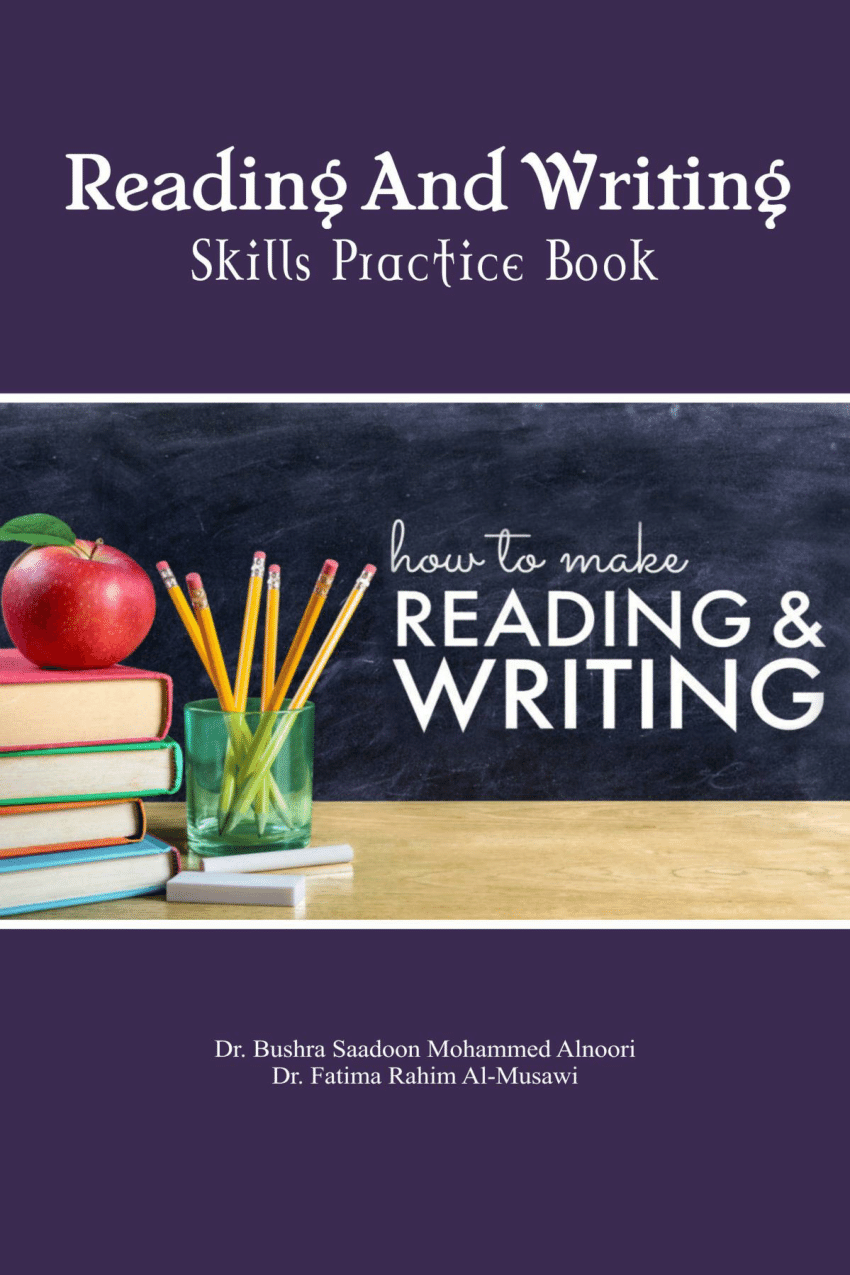 Reading And Writing
Skills Practice Book
how to make
READING &
WRITING
Dr. Bushra Saadoon Mohammed Alnoori
Dr. Fatima Rahim Al-Musawi